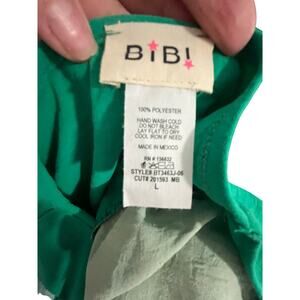 BiBi
100% POLYESTER
HAND WASH COLD
DO NOT BLEACH
LAY FLAT TO DRY
COOL IRON IF NEED
MADE IN MEXICO
RN # 136832
STYLE# BT3463J-06
CUT# 201593 MB
L